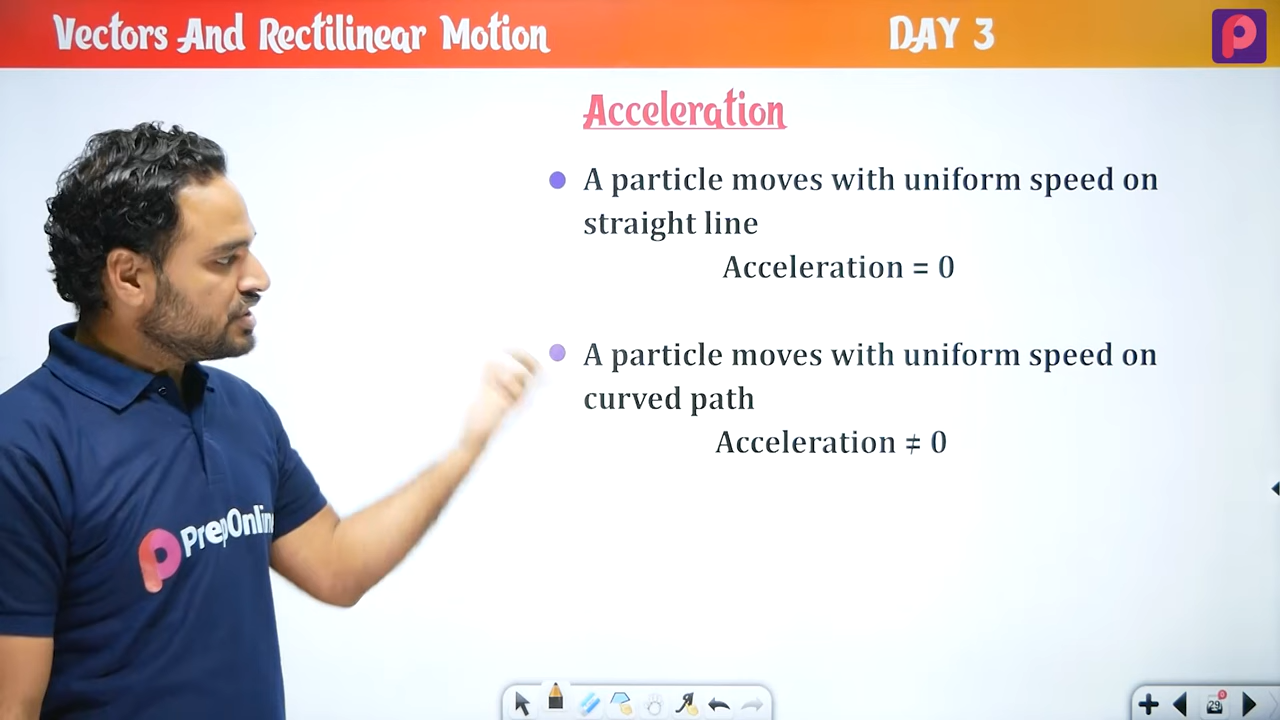 Vectors And Rectilinear Motion
DAY 3
Acceleration
A particle moves with uniform speed on
straight line
Acceleration = 0
A particle moves with uniform speed on
curved path
Acceleration ≠ 0
PrepOnlin
29